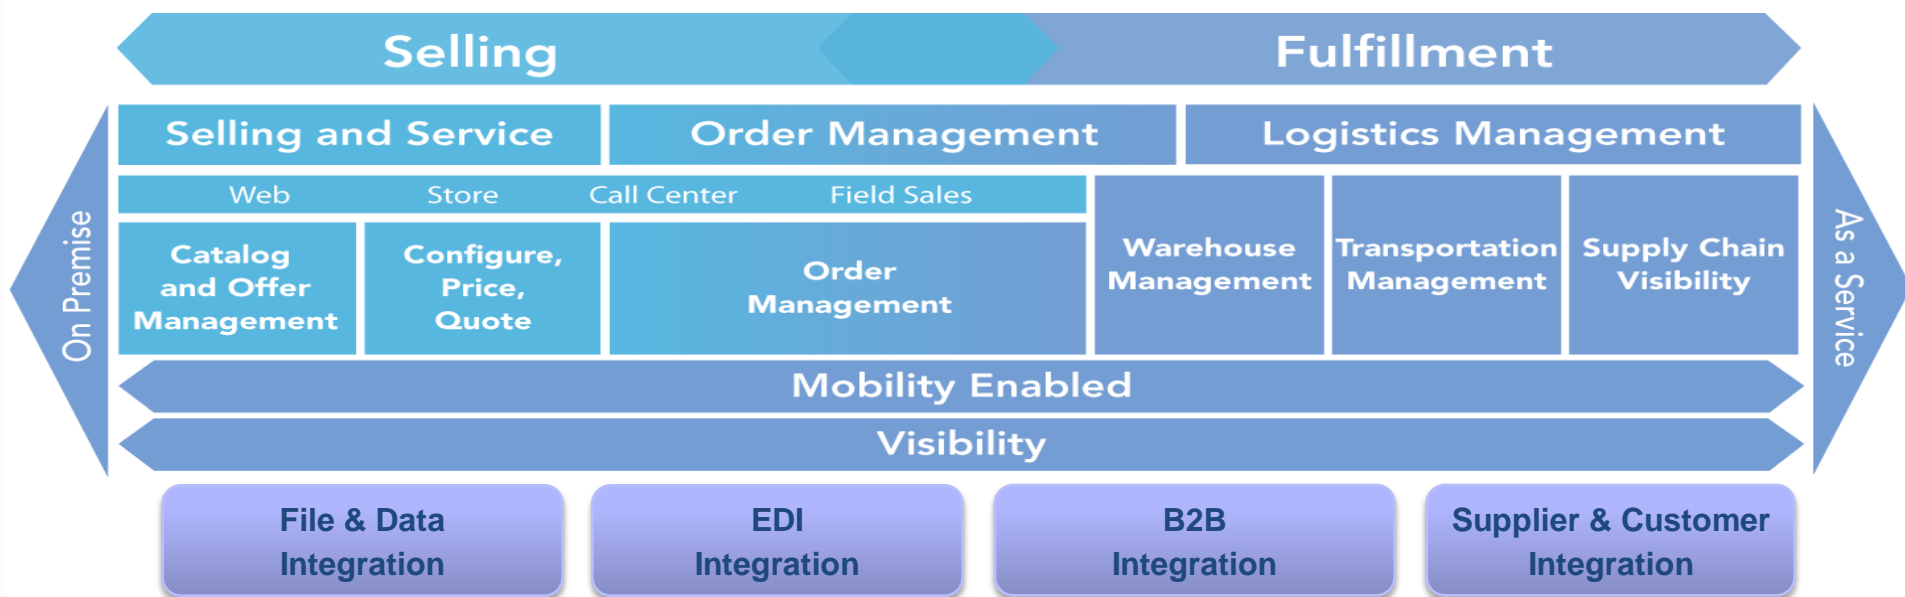 Selling
Fulfillment
Selling and Service
Order Management
Logistics Management
Web
Store
Call Center
Field Sales
On Premise
Catalog
and Offer
Management
Configure,
Price,
Quote
Order
Management
Warehouse
Management
Transportation
Management
Supply Chain
Visibility
As a Service
Mobility Enabled
Visibility
File & Data
Integration
EDI
Integration
B2B
Integration
Supplier & Customer
Integration